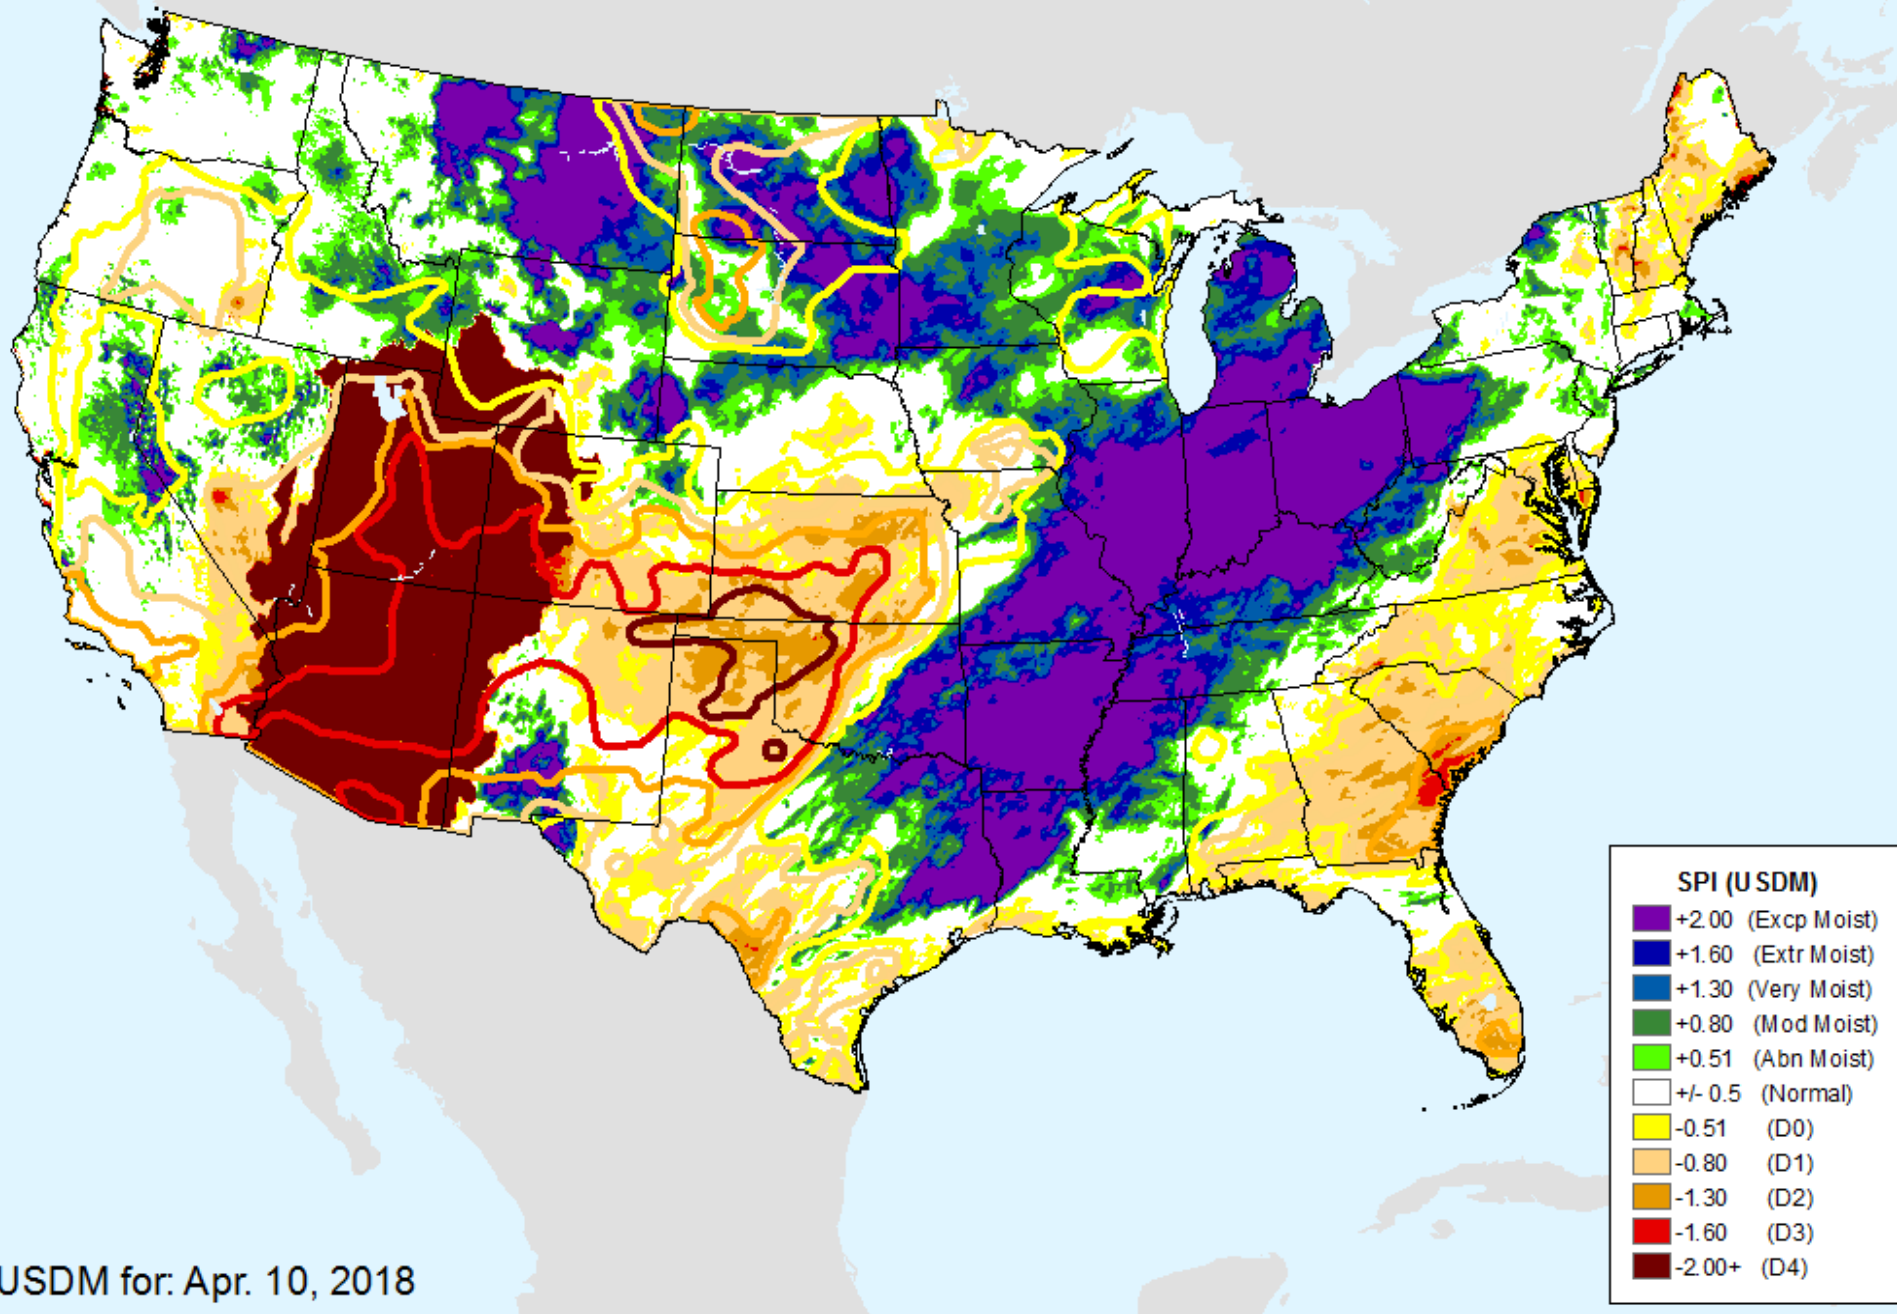 SPI (USDM)
+2.00 (Excp Moist)
+1.60 (Extr Moist)
+1.30 (Very Moist)
+0.80 (Mod Moist)
+0.51 (Abn Moist)
+/- 0.5 (Normal)
-0.51 (D0)
-0.80 (D1)
-1.30 (D2)
-1.60 (D3)
-2.00+ (D4)
USDM for: Apr. 10, 2018